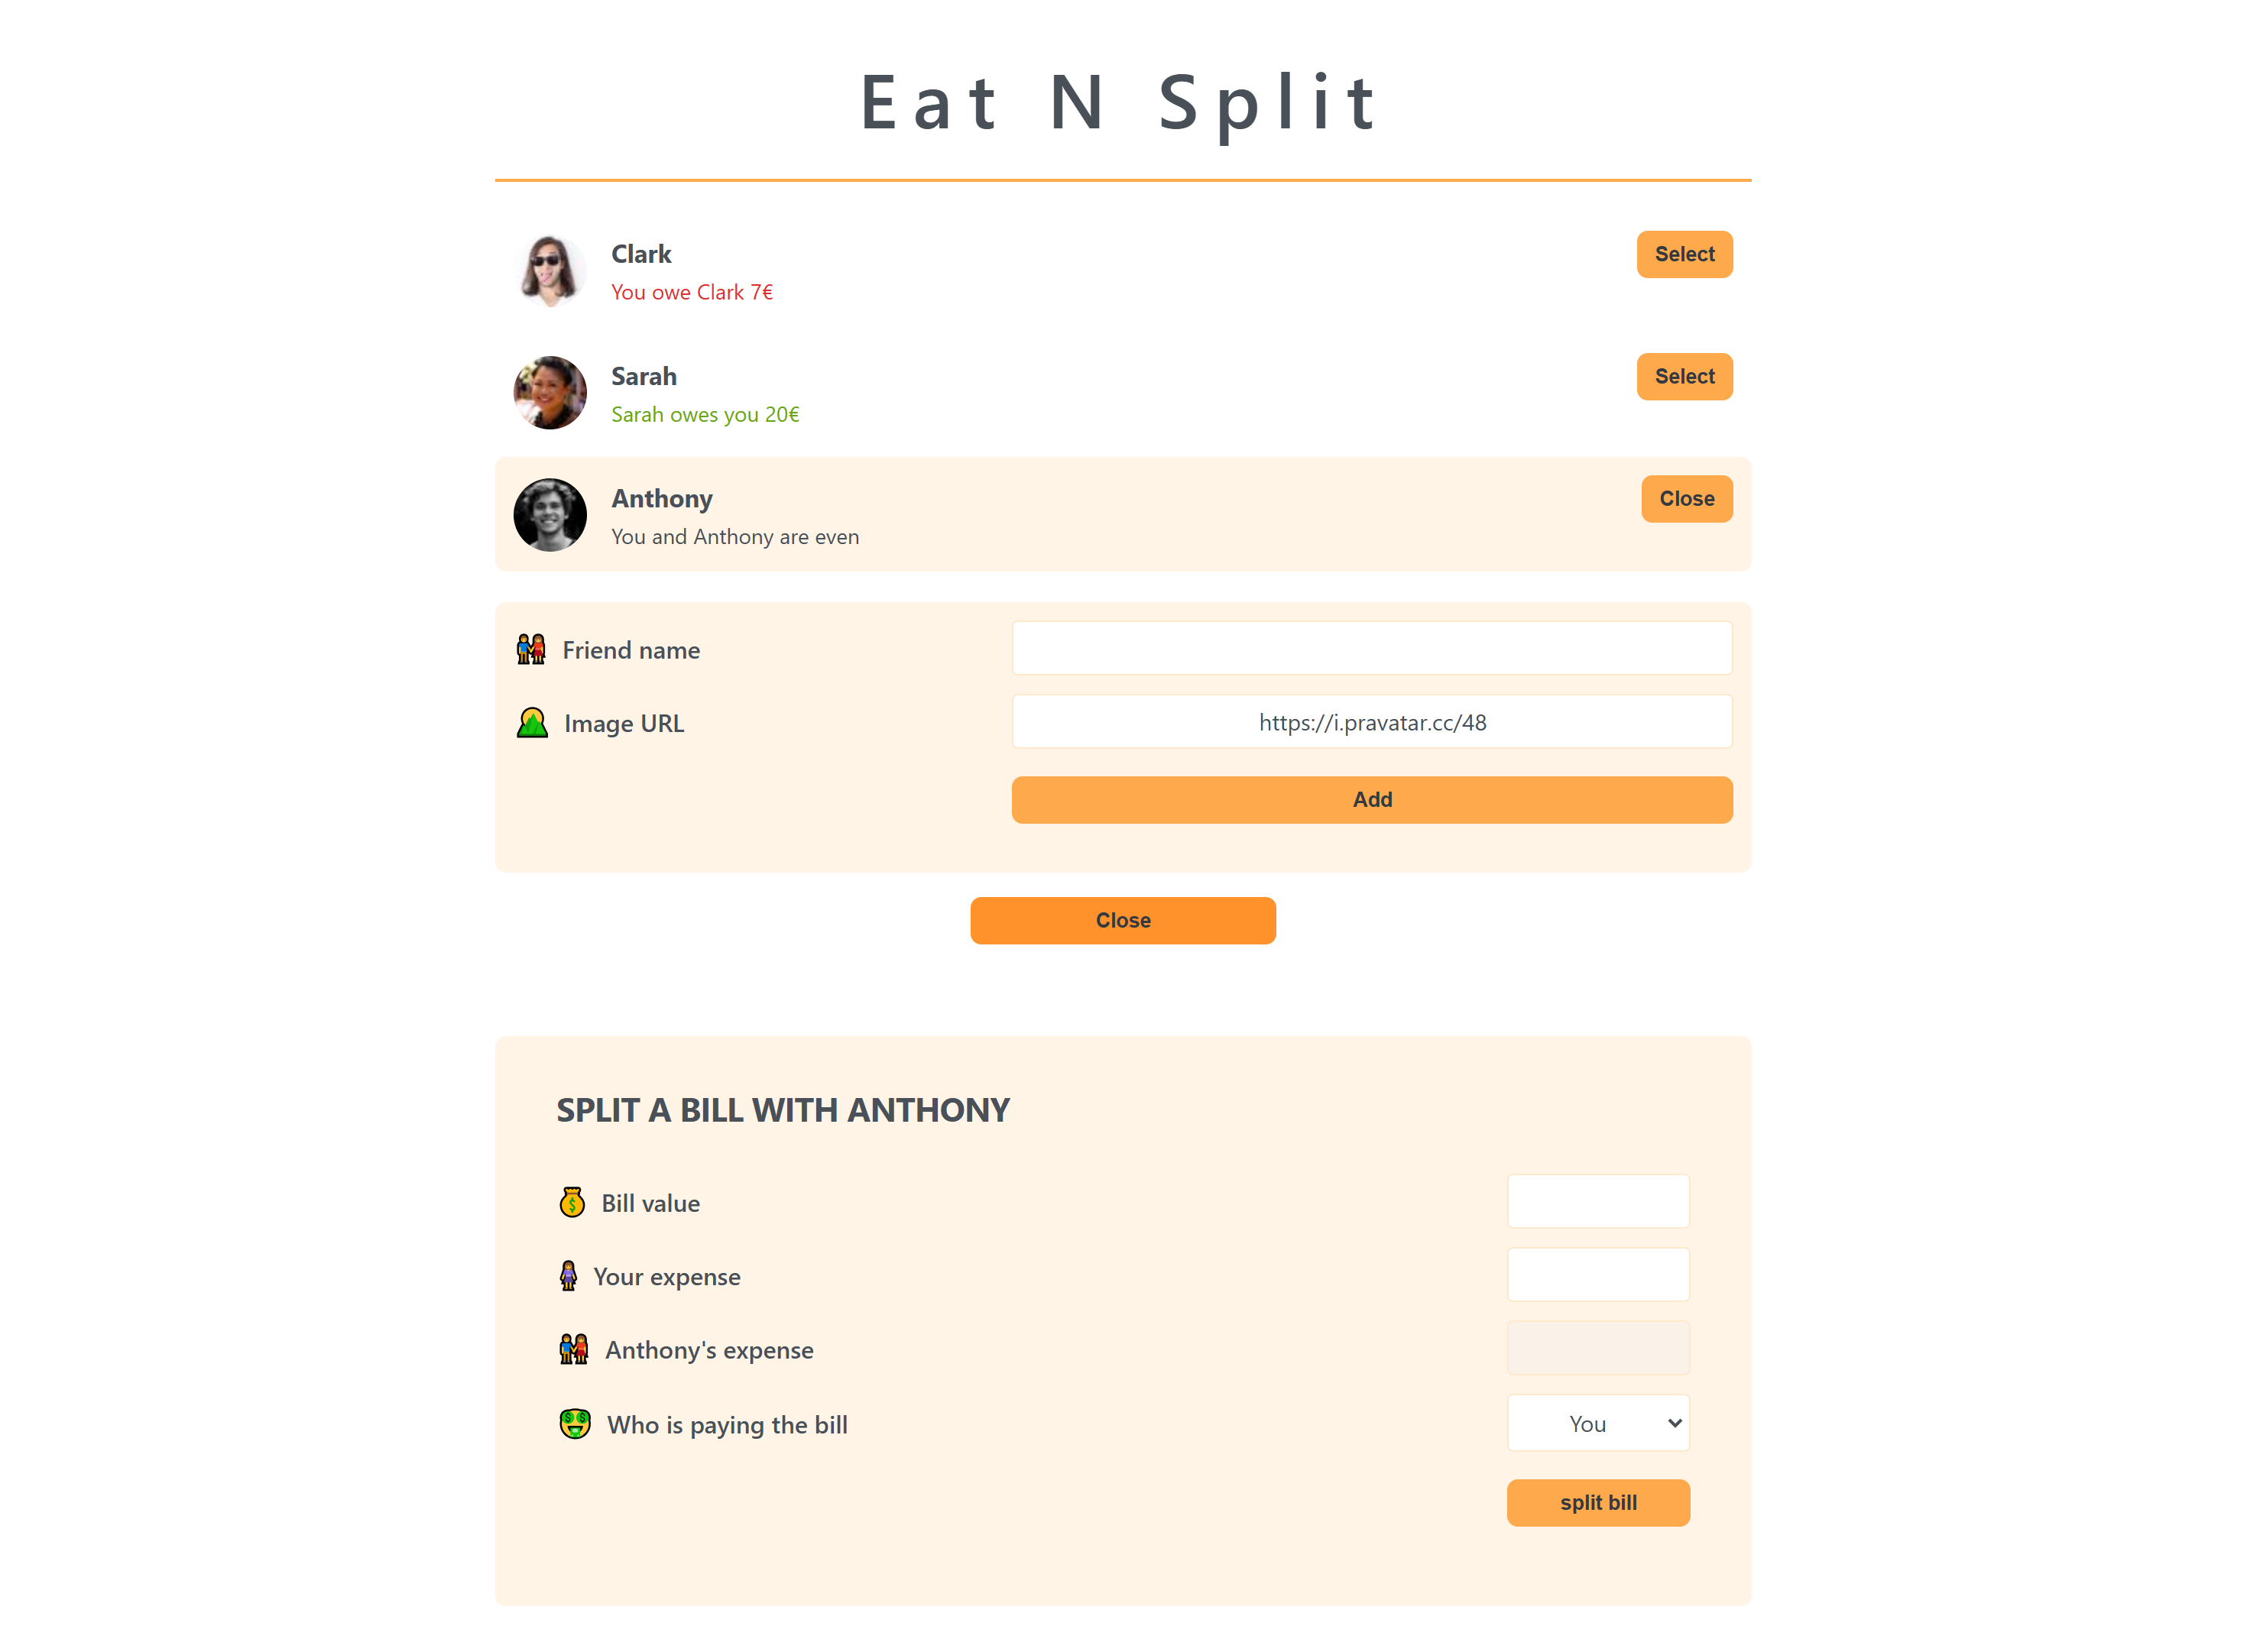 Eat N Split
Clark
Select
You owe Clark 7€
Sarah
Select
Sarah owes you 20€
Anthony
Close
You and Anthony are even
Friend name
Image URL
https://i.pravatar.cc/48
Add
Close
SPLIT A BILL WITH ANTHONY
Bill value
Your expense
Anthony's expense
Who is paying the bill
You
split bill